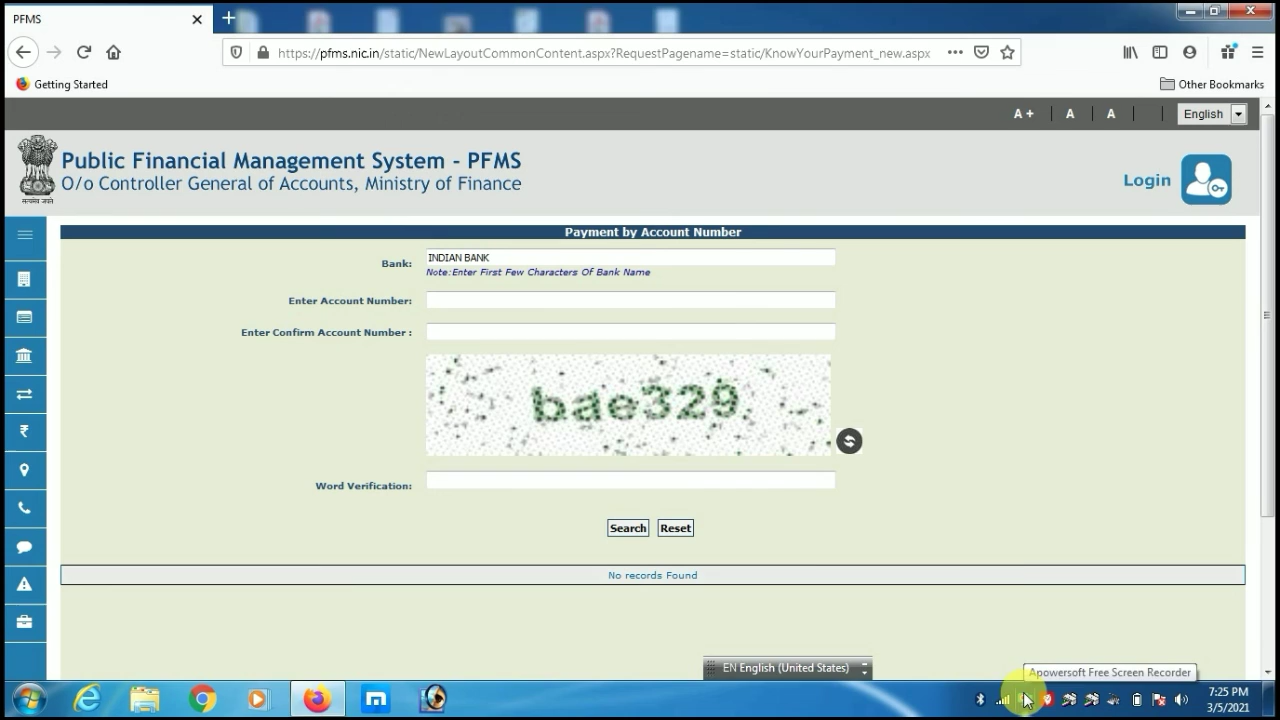 PFMS
https://pfms.nic.in/static/NewLayoutCommonContent.aspx?RequestPagename=static/KnowYourPayment_new.aspx
Getting Started
Other Bookmarks
A +
A
A
English
Public Financial Management System - PFMS
O/o Controller General of Accounts, Ministry of Finance
सत्यमेव जयते
Login
Payment by Account Number
Bank:
INDIAN BANK
Note:Enter First Few Characters Of Bank Name
Enter Account Number:
Enter Confirm Account Number :
bae329
Word Verification:
Search
Reset
No records Found
EN English (United States)
Apowersoft Free Screen Recorder
7:25 PM
3/5/2021